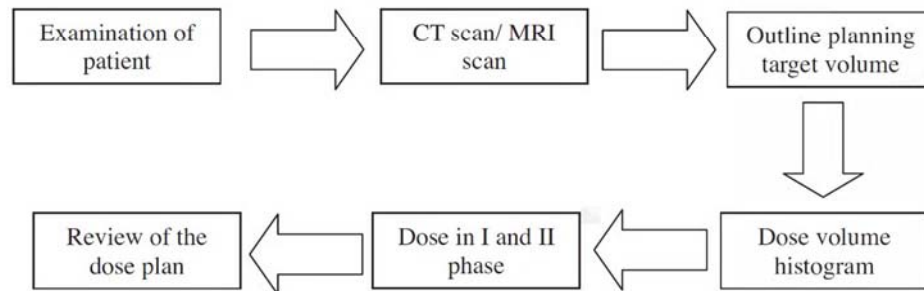 Examination of
patient
CT scan/ MRI
scan
Outline planning
target volume
Dose volume
histogram
Dose in I and II
phase
Review of the
dose plan